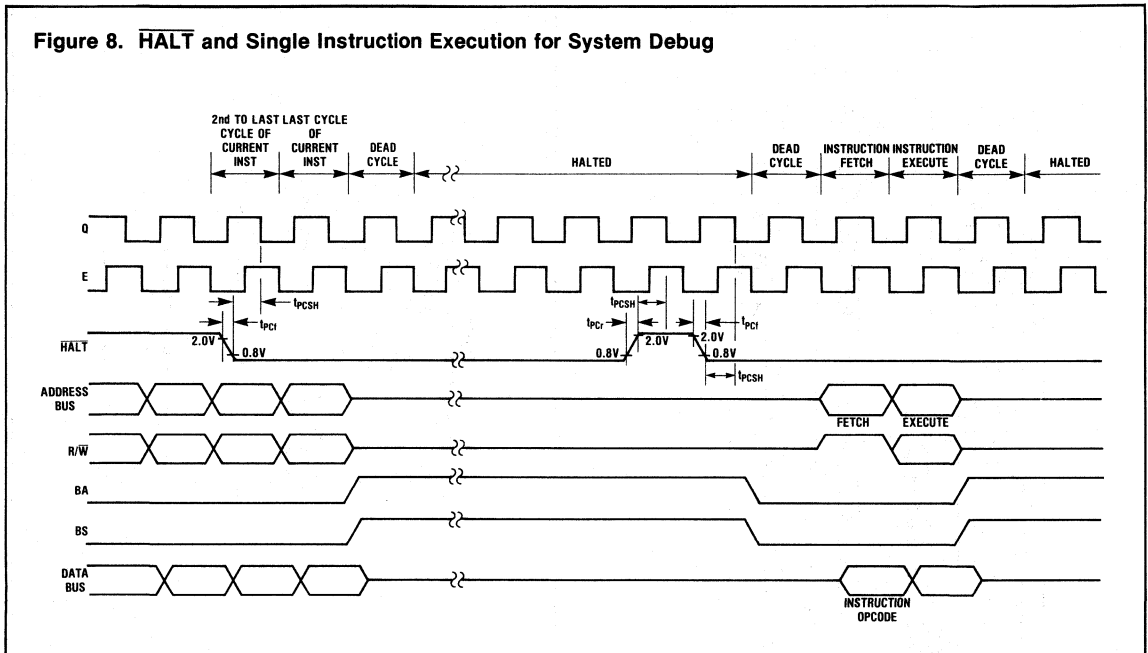 Figure 8. HALT and Single Instruction Execution for System Debug
2nd TO LAST LAST CYCLE
CYCLE OF OF
CURRENT CURRENT
INST INST
DEAD
CYCLE
HALTED
DEAD
CYCLE
INSTRUCTION INSTRUCTION
FETCH EXECUTE
DEAD
CYCLE
HALTED
Q
E
tPCSH
tPCf
tPCSH
tPCr
tPCf
HALT
2.0V
0.8V
0.8V
2.0V
2.0V
0.8V
tPCSH
ADDRESS
BUS
FETCH EXECUTE
R/W
BA
BS
DATA
BUS
INSTRUCTION
OPCODE